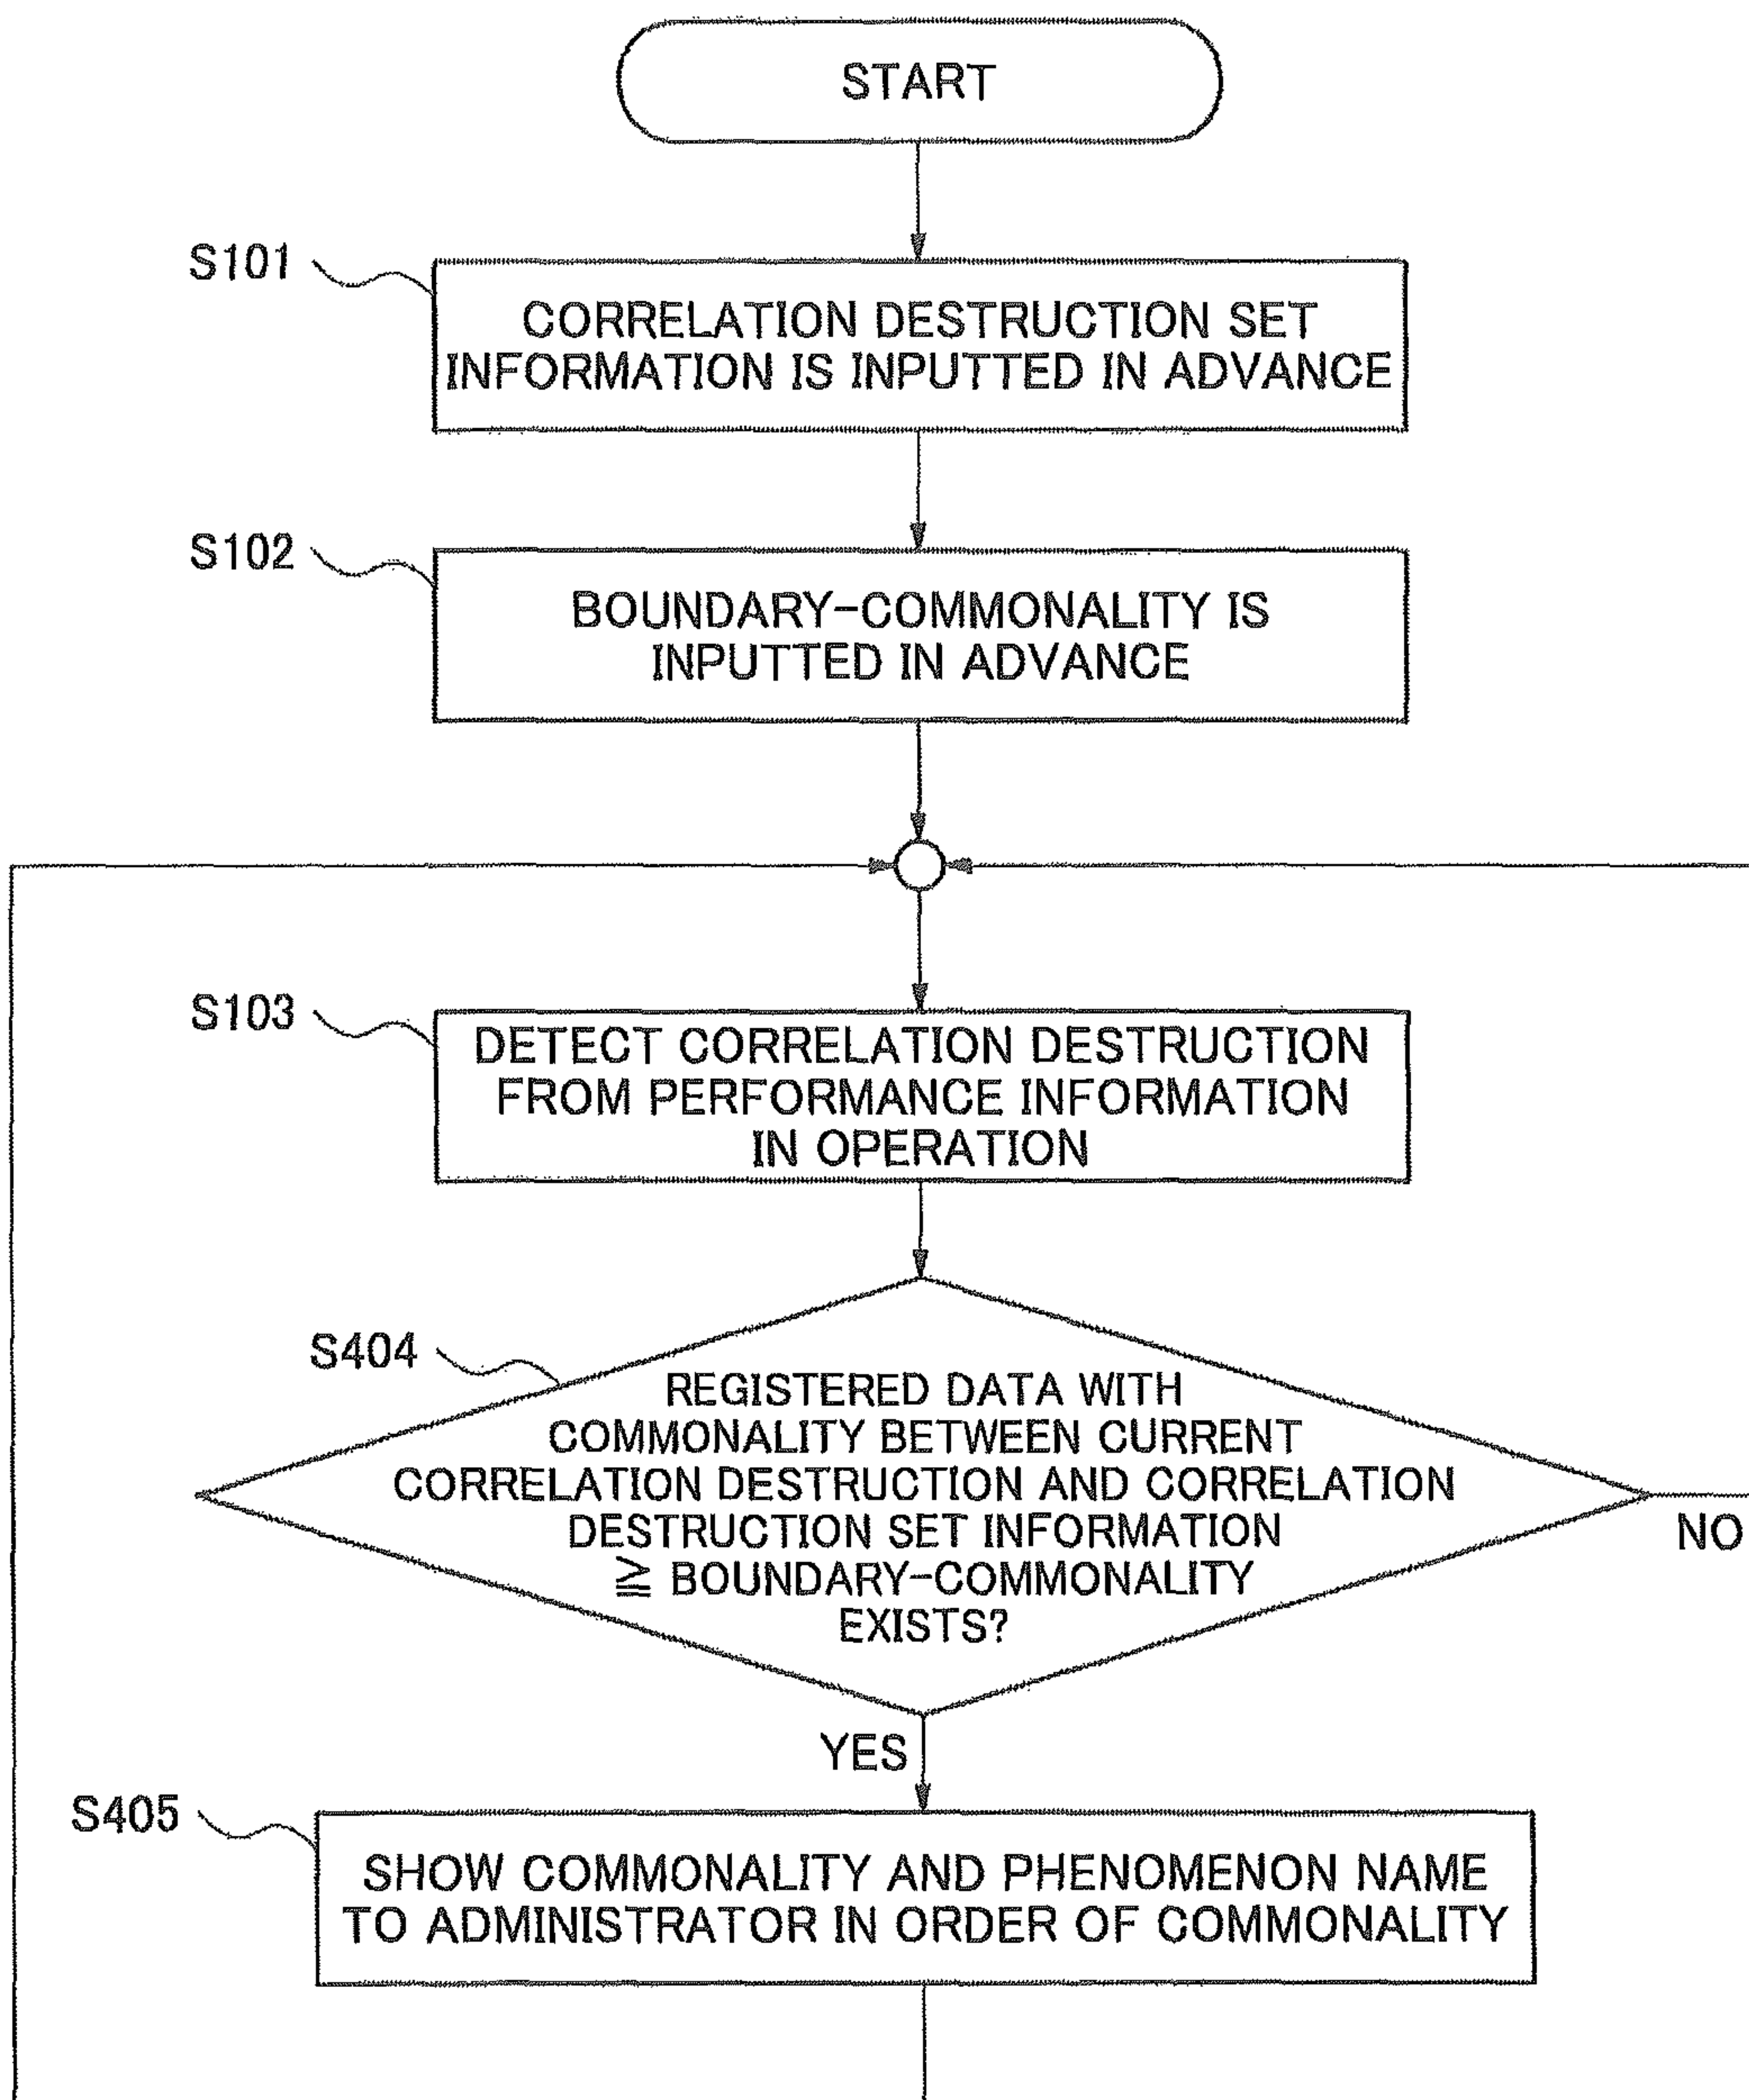 START
S101
CORRELATION DESTRUCTION SET
INFORMATION IS INPUTTED IN ADVANCE
S102
BOUNDARY-COMMONALITY IS
INPUTTED IN ADVANCE
S103
DETECT CORRELATION DESTRUCTION
FROM PERFORMANCE INFORMATION
IN OPERATION
S404
REGISTERED DATA WITH
COMMONALITY BETWEEN CURRENT
CORRELATION DESTRUCTION AND CORRELATION
DESTRUCTION SET INFORMATION
≧ BOUNDARY-COMMONALITY
EXISTS?
NO
YES
S405
SHOW COMMONALITY AND PHENOMENON NAME
TO ADMINISTRATOR IN ORDER OF COMMONALITY